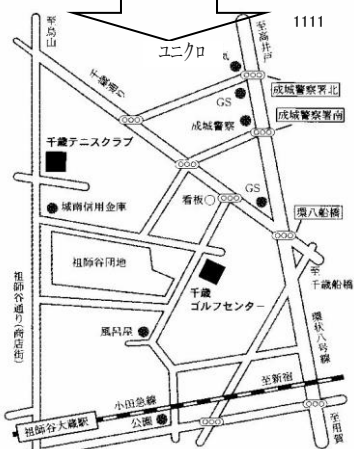 至烏山
ユニクロ
至高井戸
1111
千歳通り
GS
成城警察署北
成城警察署南
成城警察
千歳テニスクラブ
城南信用金庫
看板
GS
環八船橋
祖師谷団地
千歳
ゴルフセンター
至
千歳船橋
祖師谷通り(商店街)
環状八号線
風呂屋
小田急線
至新宿
祖師谷大蔵駅
公園
至用賀